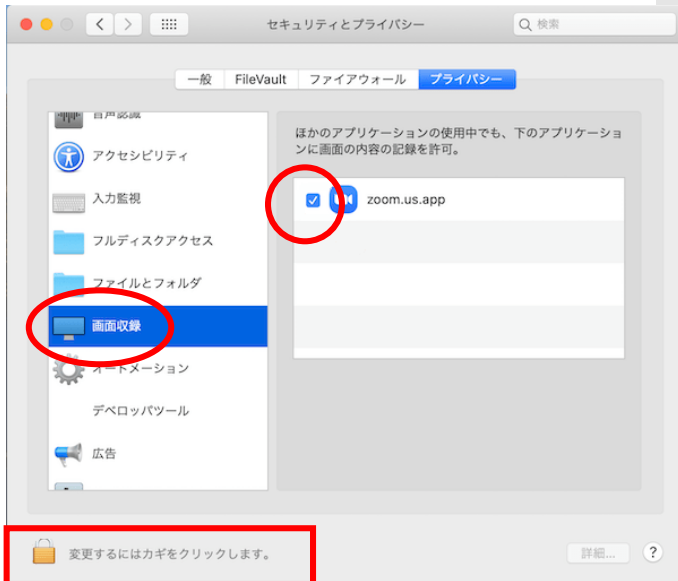 セキュリティとプライバシー
検索
一般 FileVault ファイアウォール プライバシー
音声認識
アクセシビリティ
入力監視
フルディスクアクセス
ファイルとフォルダ
画面収録
オートメーション
デベロッパツール
広告
ほかのアプリケーションの使用中でも、下のアプリケーショ
ンに画面の内容の記録を許可。
zoom.us.app
変更するにはカギをクリックします。
詳細... ?